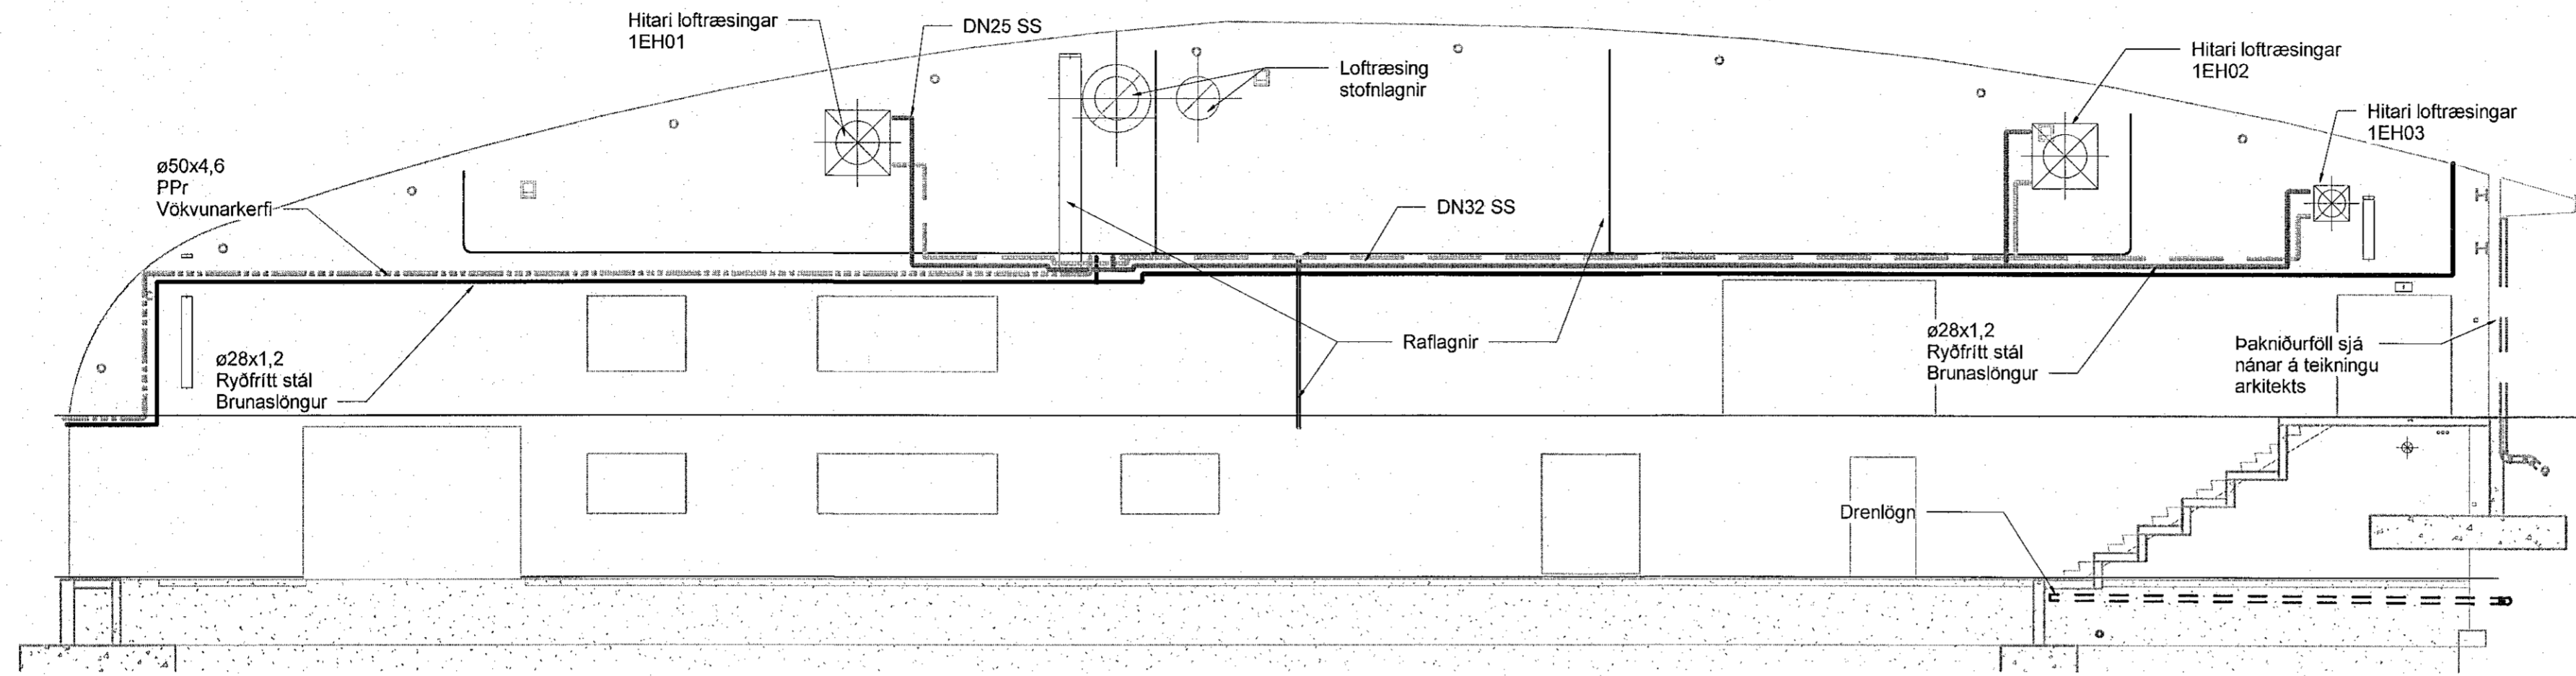 Hitari loftræsingar
1EH01
DN25 SS
Loftræsing
stofnlagnir
Hitari loftræsingar
1EH02
Hitari loftræsingar
1EH03
ø50x4,6
PPr
Vökvunarkerfi
DN32 SS
ø28x1,2
Ryðfrítt stál
Brunaslöngur
Raflagnir
ø28x1,2
Ryðfrítt stál
Brunaslöngur
Þakniðurföll sjá
nánar á teikningu
arkitekts
Drenlögn